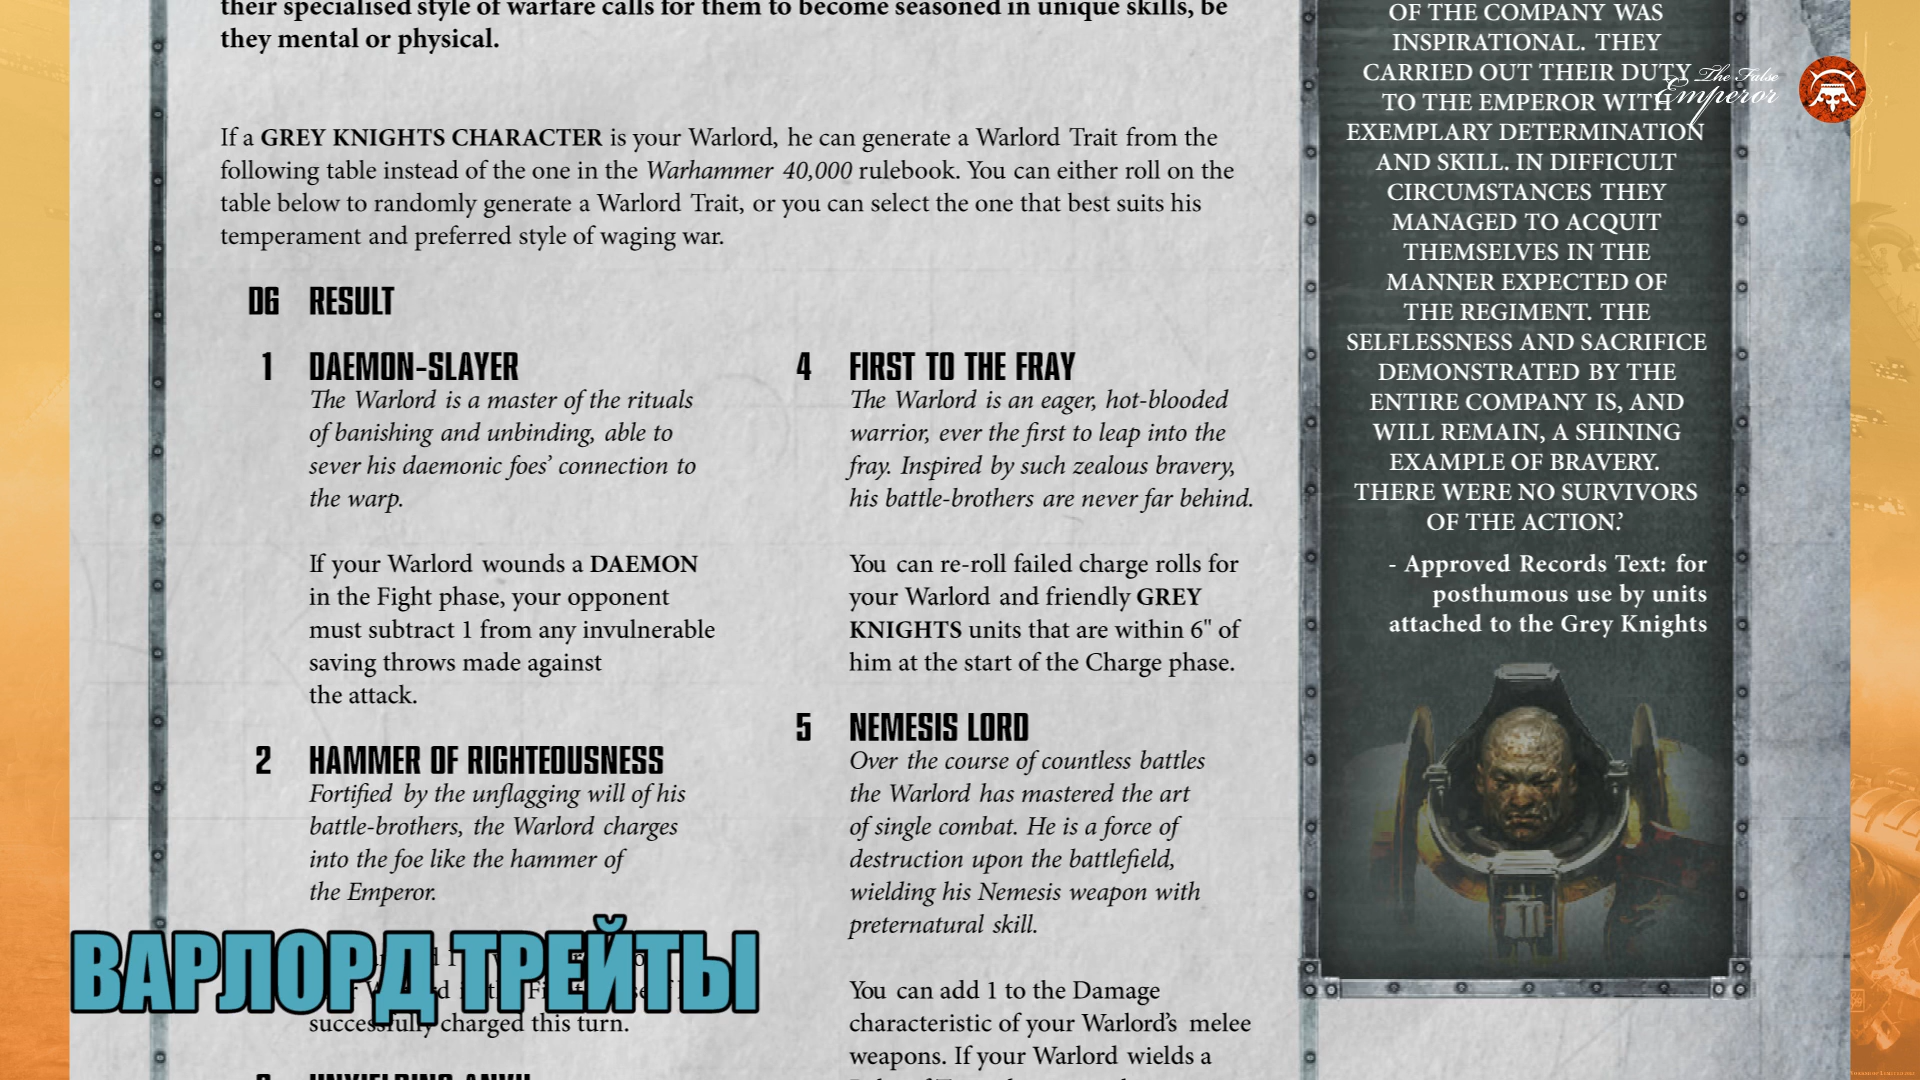 their specialised style of warfare calls for them to become seasoned in unique skills, be
they mental or physical.
If a GREY KNIGHTS CHARACTER is your Warlord, he can generate a Warlord Trait from the
following table instead of the one in the Warhammer 40,000 rulebook. You can either roll on the
table below to randomly generate a Warlord Trait, or you can select the one that best suits his
temperament and preferred style of waging war.
D6 RESULT
1 DAEMON-SLAYER
The Warlord is a master of the rituals
of banishing and unbinding, able to
sever his daemonic foes' connection to
the warp.
If your Warlord wounds a DAEMON
in the Fight phase, your opponent
must subtract 1 from any invulnerable
saving throws made against
the attack.
2 HAMMER OF RIGHTEOUSNESS
Fortified by the unflagging will of his
battle-brothers, the Warlord charges
into the foe like the hammer of
the Emperor.
successfully charged this turn.
ВАРЛОРД ТРЕЙТЫ
4 FIRST TO THE FRAY
The Warlord is an eager, hot-blooded
warrior, ever the first to leap into the
fray. Inspired by such zealous bravery,
his battle-brothers are never far behind.
You can re-roll failed charge rolls for
your Warlord and friendly GREY
KNIGHTS units that are within 6" of
him at the start of the Charge phase.
5 NEMESIS LORD
Over the course of countless battles
the Warlord has mastered the art
of single combat. He is a force of
destruction upon the battlefield,
wielding his Nemesis weapon with
preternatural skill.
You can add 1 to the Damage
characteristic of your Warlord's melee
weapons. If your Warlord wields a
OF THE COMPANY WAS
INSPIRATIONAL. THEY
CARRIED OUT THEIR DUTY
TO THE EMPEROR WITH
EXEMPLARY DETERMINATION
AND SKILL. IN DIFFICULT
CIRCUMSTANCES THEY
MANAGED TO ACQUIT
THEMSELVES IN THE
MANNER EXPECTED OF
THE REGIMENT. THE
SELFLESSNESS AND SACRIFICE
DEMONSTRATED BY THE
ENTIRE COMPANY IS, AND
WILL REMAIN, A SHINING
EXAMPLE OF BRAVERY.
THERE WERE NO SURVIVORS
OF THE ACTION.'
- Approved Records Text: for
posthumous use by units
attached to the Grey Knights
The False
Emperor